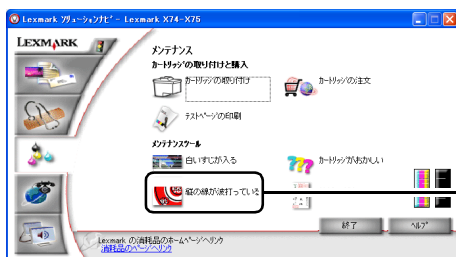 Lexmark ｿﾘｭｰｼｮﾝﾅﾋﾞ - Lexmark X74-X75
LEXMARK
メンテナンス
ｶｰﾄﾘｯｼﾞの取り付けと購入
ｶｰﾄﾘｯｼﾞの取り付け
ｶｰﾄﾘｯｼﾞの注文
ﾃｽﾄﾍﾟｰｼﾞの印刷
ﾒﾝﾃﾅﾝｽﾂｰﾙ
白いすじが入る
ｶｰﾄﾘｯｼﾞがおかしい
縦の線が波打っている
終了
ﾍﾙﾌﾟ
Lexmark の消耗品のﾎｰﾑﾍﾟｰｼﾞへﾘﾝｸ
消耗品のﾍﾟｰｼﾞへﾘﾝｸ